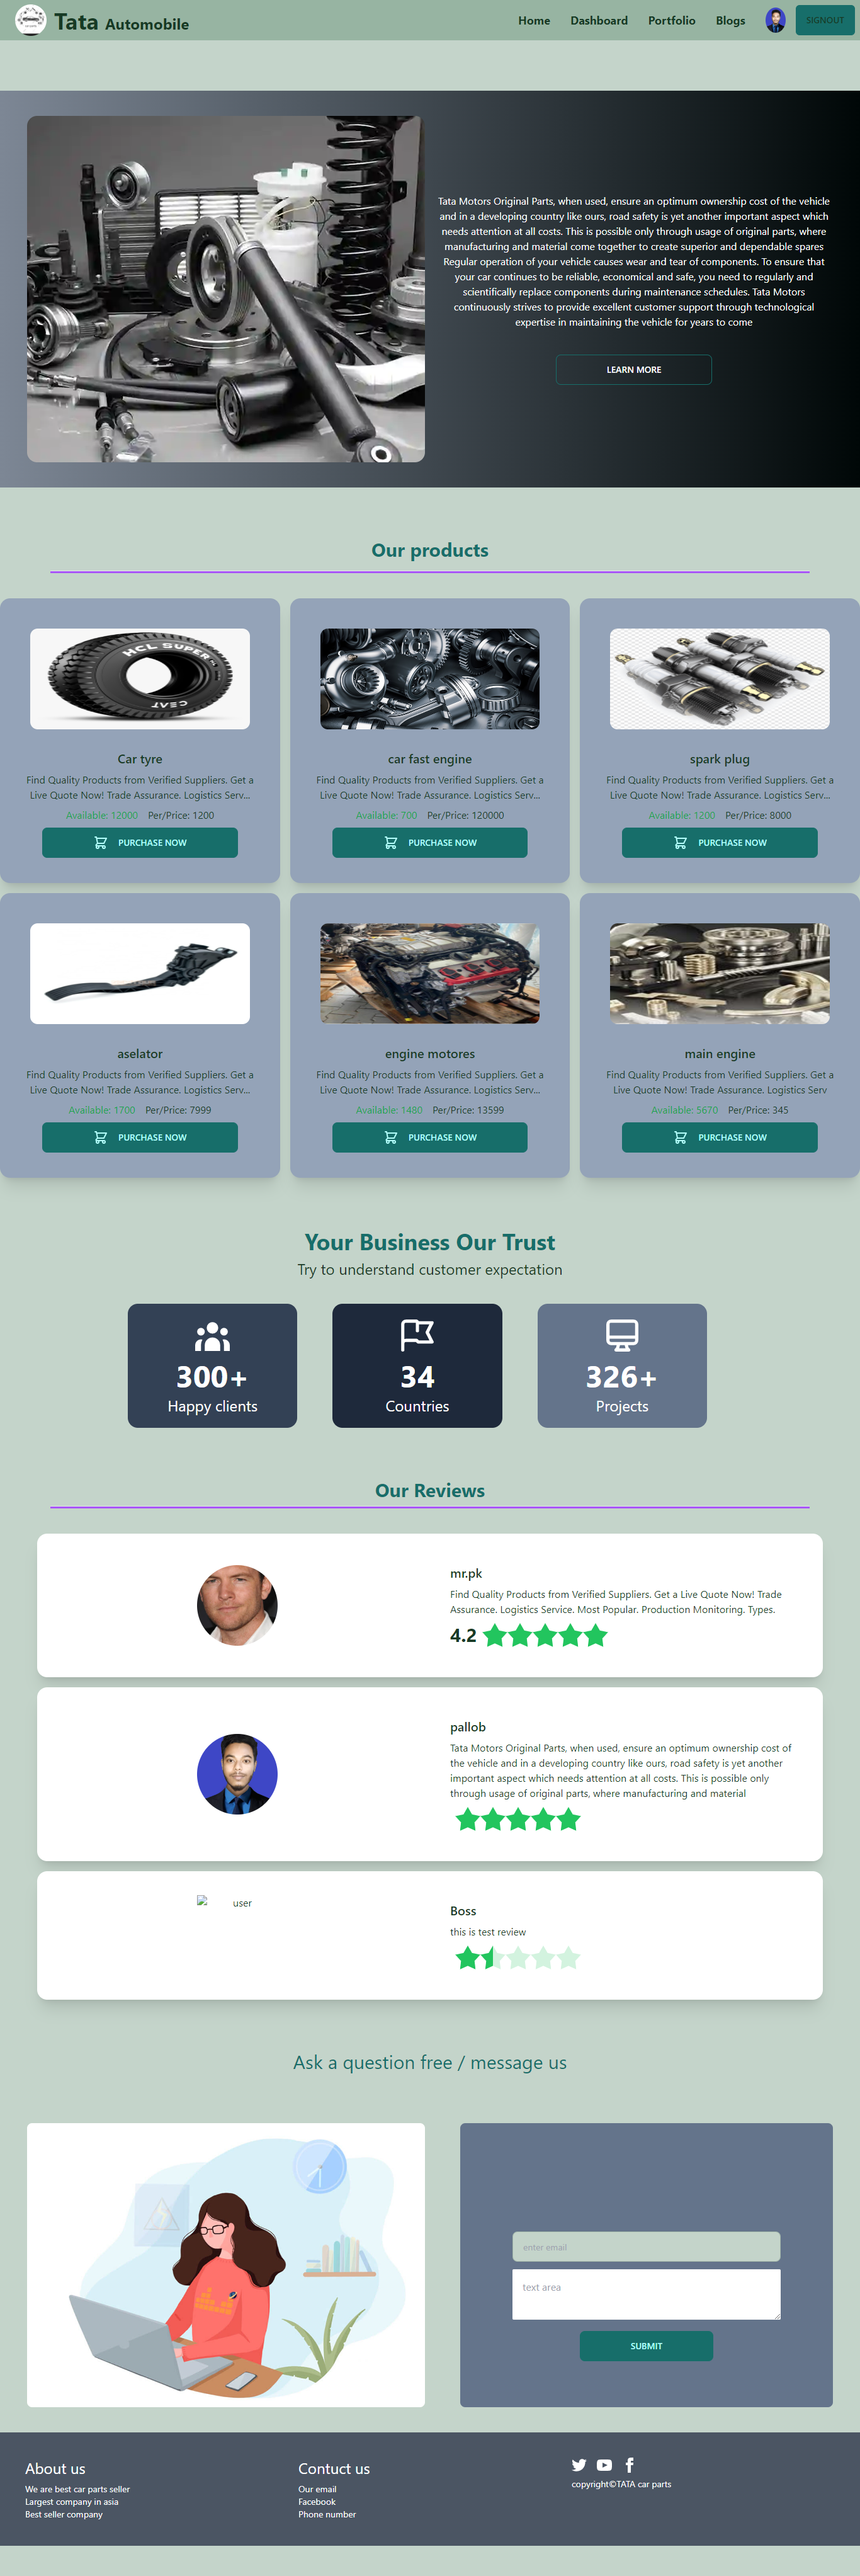 Tata Automobile
Home Dashboard Portfolio Blogs SIGNOUT
Tata Motors Original Parts, when used, ensure an optimum ownership cost of the vehicle
and in a developing country like ours, road safety is yet another important aspect which
needs attention at all costs. This is possible only through usage of original parts, where
manufacturing and material come together to create superior and dependable spares
Regular operation of your vehicle causes wear and tear of components. To ensure that
your car continues to be reliable, economical and safe, you need to regularly and
scientifically replace components during maintenance schedules. Tata Motors
continuously strives to provide excellent customer support through technological
expertise in maintaining the vehicle for years to come
LEARN MORE
Our products
HCL SUPER
CEAT
Car tyre
Find Quality Products from Verified Suppliers. Get a
Live Quote Now! Trade Assurance. Logistics Serv...
Available: 12000 Per/Price: 1200
PURCHASE NOW
car fast engine
Find Quality Products from Verified Suppliers. Get a
Live Quote Now! Trade Assurance. Logistics Serv...
Available: 700 Per/Price: 120000
PURCHASE NOW
spark plug
Find Quality Products from Verified Suppliers. Get a
Live Quote Now! Trade Assurance. Logistics Serv...
Available: 1200 Per/Price: 8000
PURCHASE NOW
aselator
Find Quality Products from Verified Suppliers. Get a
Live Quote Now! Trade Assurance. Logistics Serv...
Available: 1700 Per/Price: 7999
PURCHASE NOW
engine motores
Find Quality Products from Verified Suppliers. Get a
Live Quote Now! Trade Assurance. Logistics Serv...
Available: 1480 Per/Price: 13599
PURCHASE NOW
main engine
Find Quality Products from Verified Suppliers. Get a
Live Quote Now! Trade Assurance. Logistics Serv
Available: 5670 Per/Price: 345
PURCHASE NOW
Your Business Our Trust
Try to understand customer expectation
300+
Happy clients
34
Countries
326+
Projects
Our Reviews
mr.pk
Find Quality Products from Verified Suppliers. Get a Live Quote Now! Trade
Assurance. Logistics Service. Most Popular. Production Monitoring. Types.
4.2
pallob
Tata Motors Original Parts, when used, ensure an optimum ownership cost of
the vehicle and in a developing country like ours, road safety is yet another
important aspect which needs attention at all costs. This is possible only
through usage of original parts, where manufacturing and material
user
Boss
this is test review
Ask a question free / message us
enter email
text area
SUBMIT
About us
We are best car parts seller
Largest company in asia
Best seller company
Contuct us
Our email
Facebook
Phone number
copyright©TATA car parts